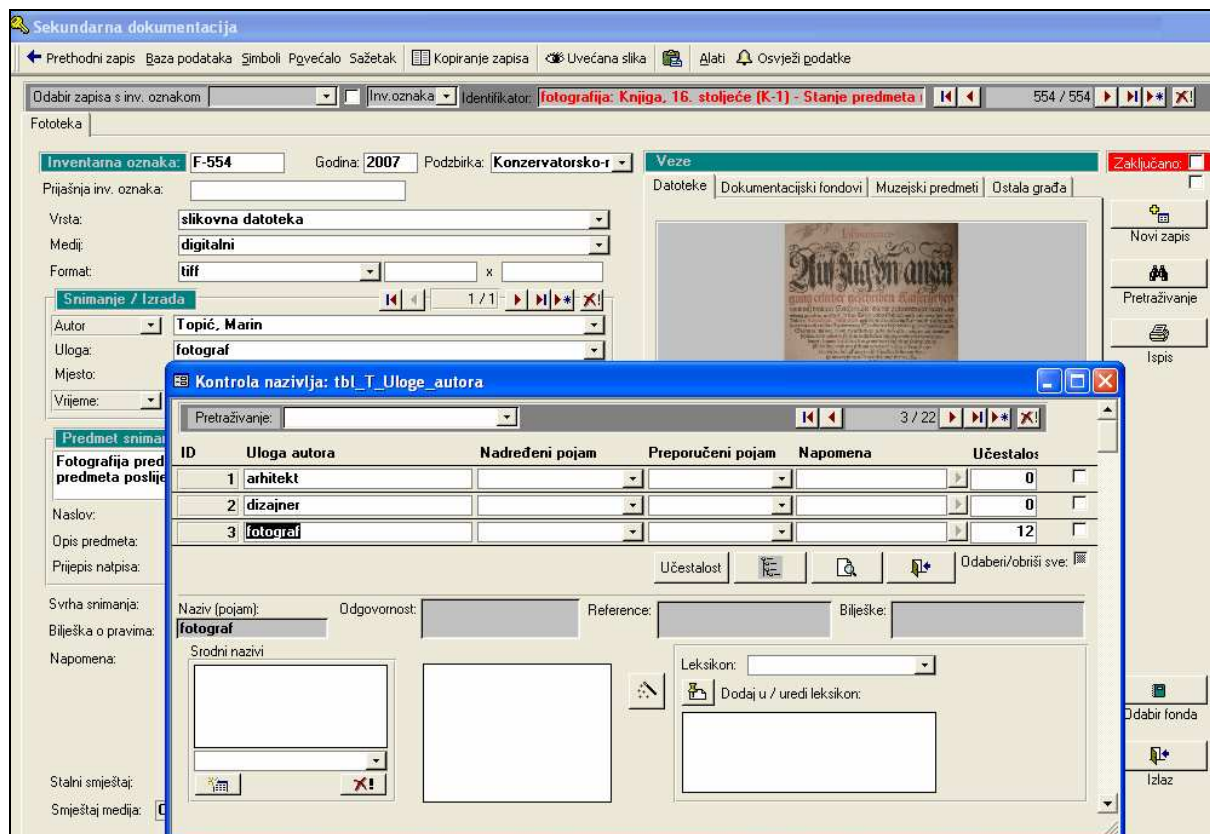 Sekundarna dokumentacija
Prethodni zapis Baza podataka Simboli Povećalo Sažetak Kopiranje zapisa Uvećana slika Alati Osvježi podatke
Odabir zapisa s inv. oznakom Inv.oznaka Identifikator: fotografija: Knjiga, 16. stoljeće (K-1) - Stanje predmeta 554 / 554
Fototeka
Inventarna oznaka: F-554 Godina: 2007 Podzbirka: Konzervatorsko-r Veze Zaključano:
Prijašnja inv. oznaka: Datoteke Dokumentacijski fondovi Muzejski predmeti Ostala građa
Vrsta: slikovna datoteka
Novi zapis
Medij: digitalni
Format: tiff x
Pretraživanje
Snimanje / Izrada 1 / 1
Autor Topić, Marin
Uloga: fotograf
Ispis
Mjesto:
Vrijeme:
Kontrola nazivlja: tbl_T_Uloge_autora
Pretraživanje: 3 / 22
Predmet snimar
Fotografija pred
predmeta poslije
ID Uloga autora Nadređeni pojam Preporučeni pojam Napomena Učestalos
1 arhitekt 0
2 dizajner 0
3 fotograf 12
Naslov:
Opis predmeta:
Prijepis natpisa:
Učestalost Odaberi/obriši sve:
Svrha snimanja:
Bilješka o pravima:
Napomena:
Naziv (pojam): Odgovornost: Reference: Bilješke:
fotograf
Srodni nazivi
Leksikon:
Dodaj u / uredi leksikon:
Odabir fonda
Stalni smještaj:
Smještaj medija:
Izlaz